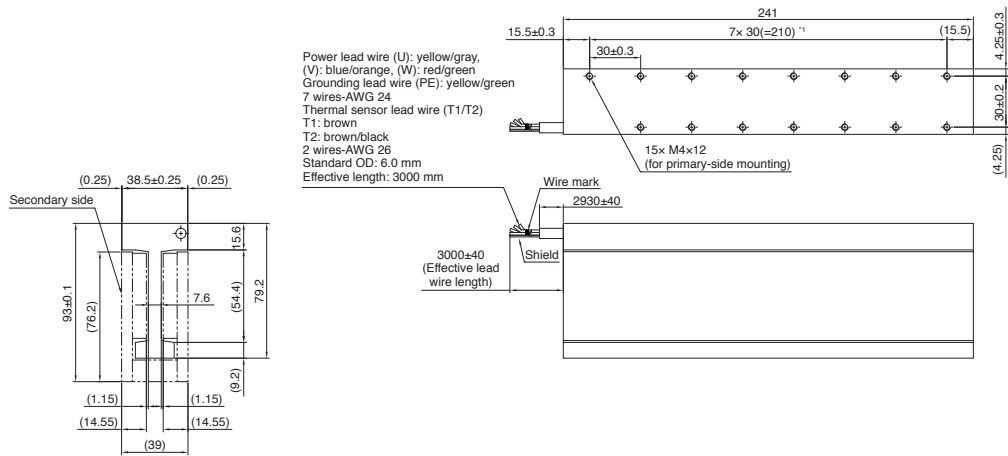 241
15.5±0.3
7× 30(=210) *1
(15.5)
4.25±0.3
30±0.3
30±0.2
(4.25)
Power lead wire (U): yellow/gray,
(V): blue/orange, (W): red/green
Grounding lead wire (PE): yellow/green
7 wires-AWG 24
Thermal sensor lead wire (T1/T2)
T1: brown
T2: brown/black
2 wires-AWG 26
Standard OD: 6.0 mm
Effective length: 3000 mm
15× M4×12
(for primary-side mounting)
Wire mark
2930±40
Shield
3000±40
(Effective lead
wire length)
(0.25)
38.5±0.25
(0.25)
Secondary side
15.6
93±0.1
(76.2)
7.6
(54.4)
79.2
(9.2)
(1.15)
(1.15)
(14.55)
(14.55)
(39)